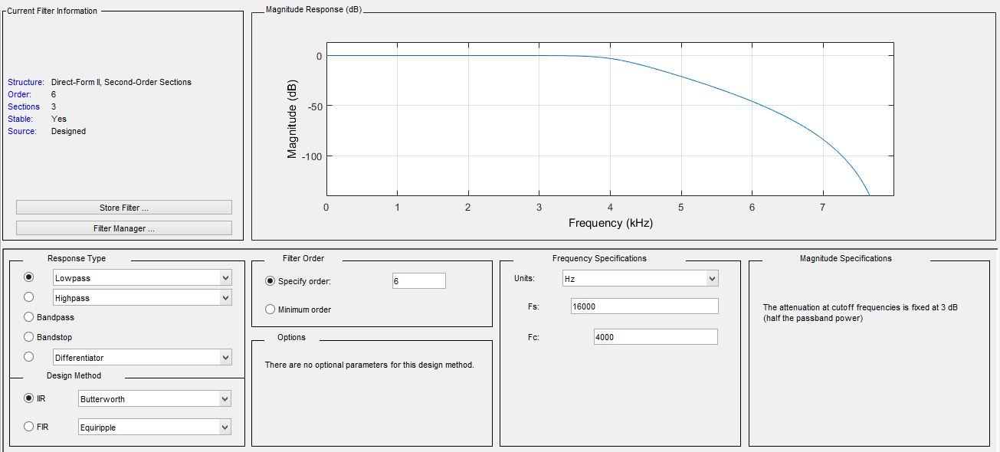 Current Filter Information
Structure: Direct-Form II, Second-Order Sections
Order: 6
Sections 3
Stable: Yes
Source: Designed
Store Filter ...
Filter Manager ...
Magnitude Response (dB)
Magnitude (dB)
0
-50
-100
0 1 2 3 4 5 6 7
Frequency (kHz)
Response Type
Lowpass
Highpass
Bandpass
Bandstop
Differentiator
Design Method
IIR Butterworth
FIR Equiripple
Filter Order
Specify order: 6
Minimum order
Options
There are no optional parameters for this design method.
Frequency Specifications
Units: Hz
Fs: 16000
Fc: 4000
Magnitude Specifications
The attenuation at cutoff frequencies is fixed at 3 dB
(half the passband power)